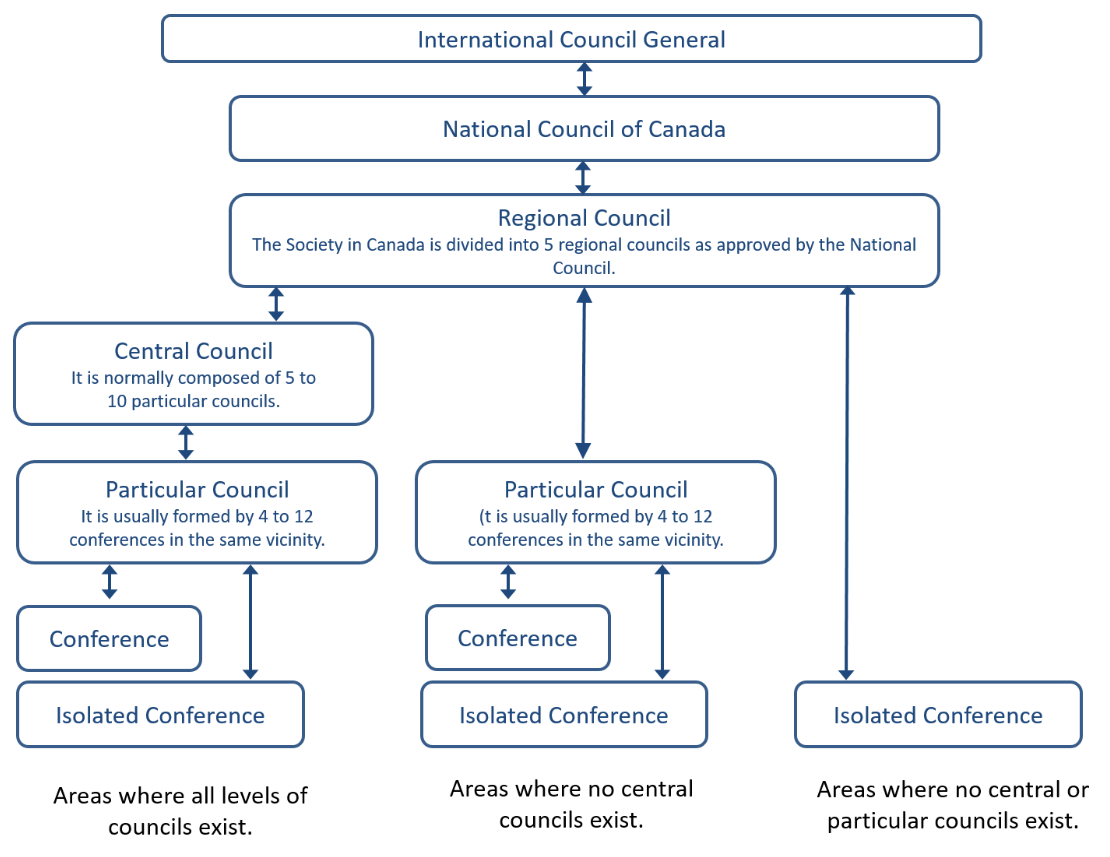 International Council General
National Council of Canada
Regional Council
The Society in Canada is divided into 5 regional councils as approved by the National
Council.
Central Council
It is normally composed of 5 to
10 particular councils.
Particular Council
It is usually formed by 4 to 12
conferences in the same vicinity.
Particular Council
(t is usually formed by 4 to 12
conferences in the same vicinity.
Conference
Conference
Isolated Conference
Isolated Conference
Isolated Conference
Areas where all levels of
councils exist.
Areas where no central
councils exist.
Areas where no central or
particular councils exist.